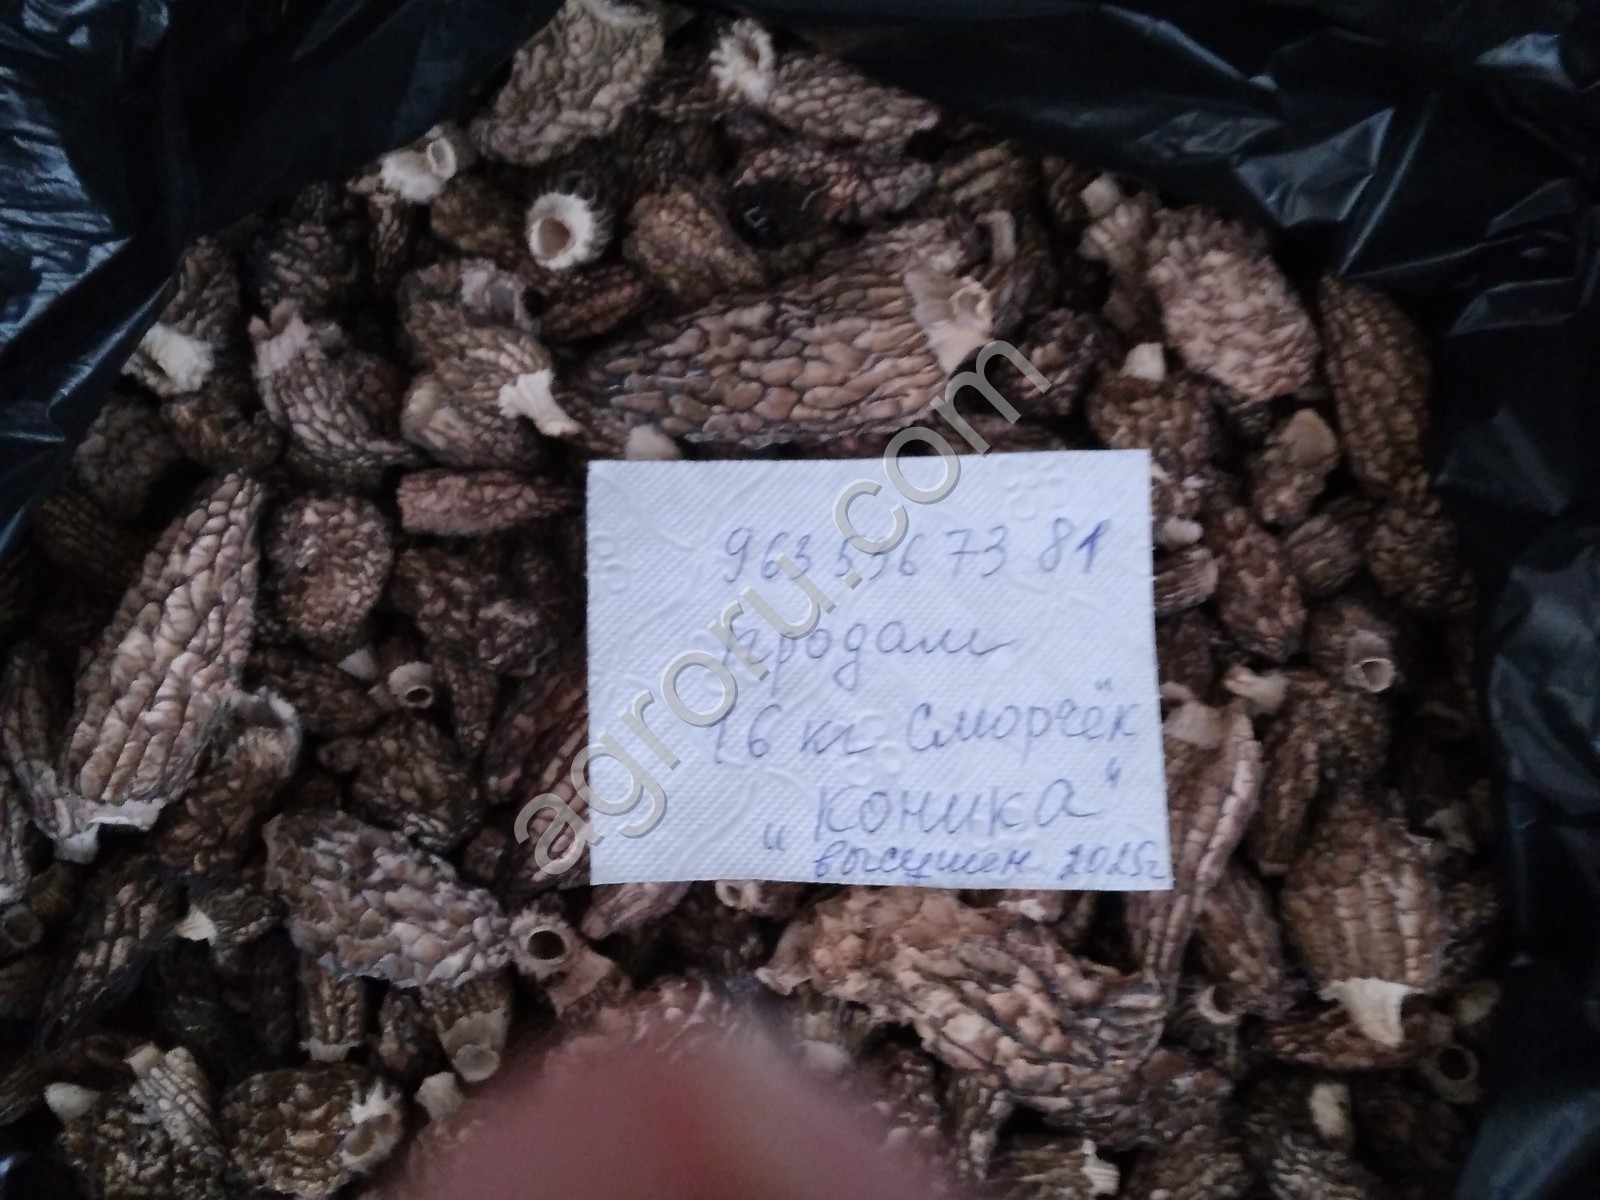 963 596 73 81
продам
16 кг "Сморчёк
"коника"
высушен 2025г
agroru.com